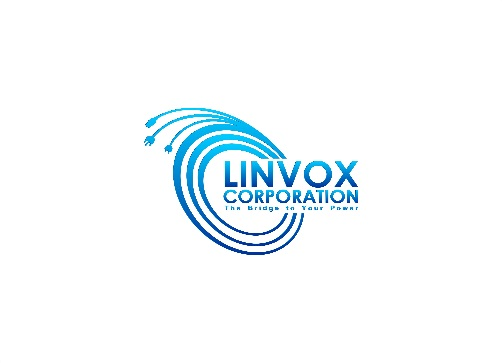 LINVOX
CORPORATION
The Bridge to Your Power